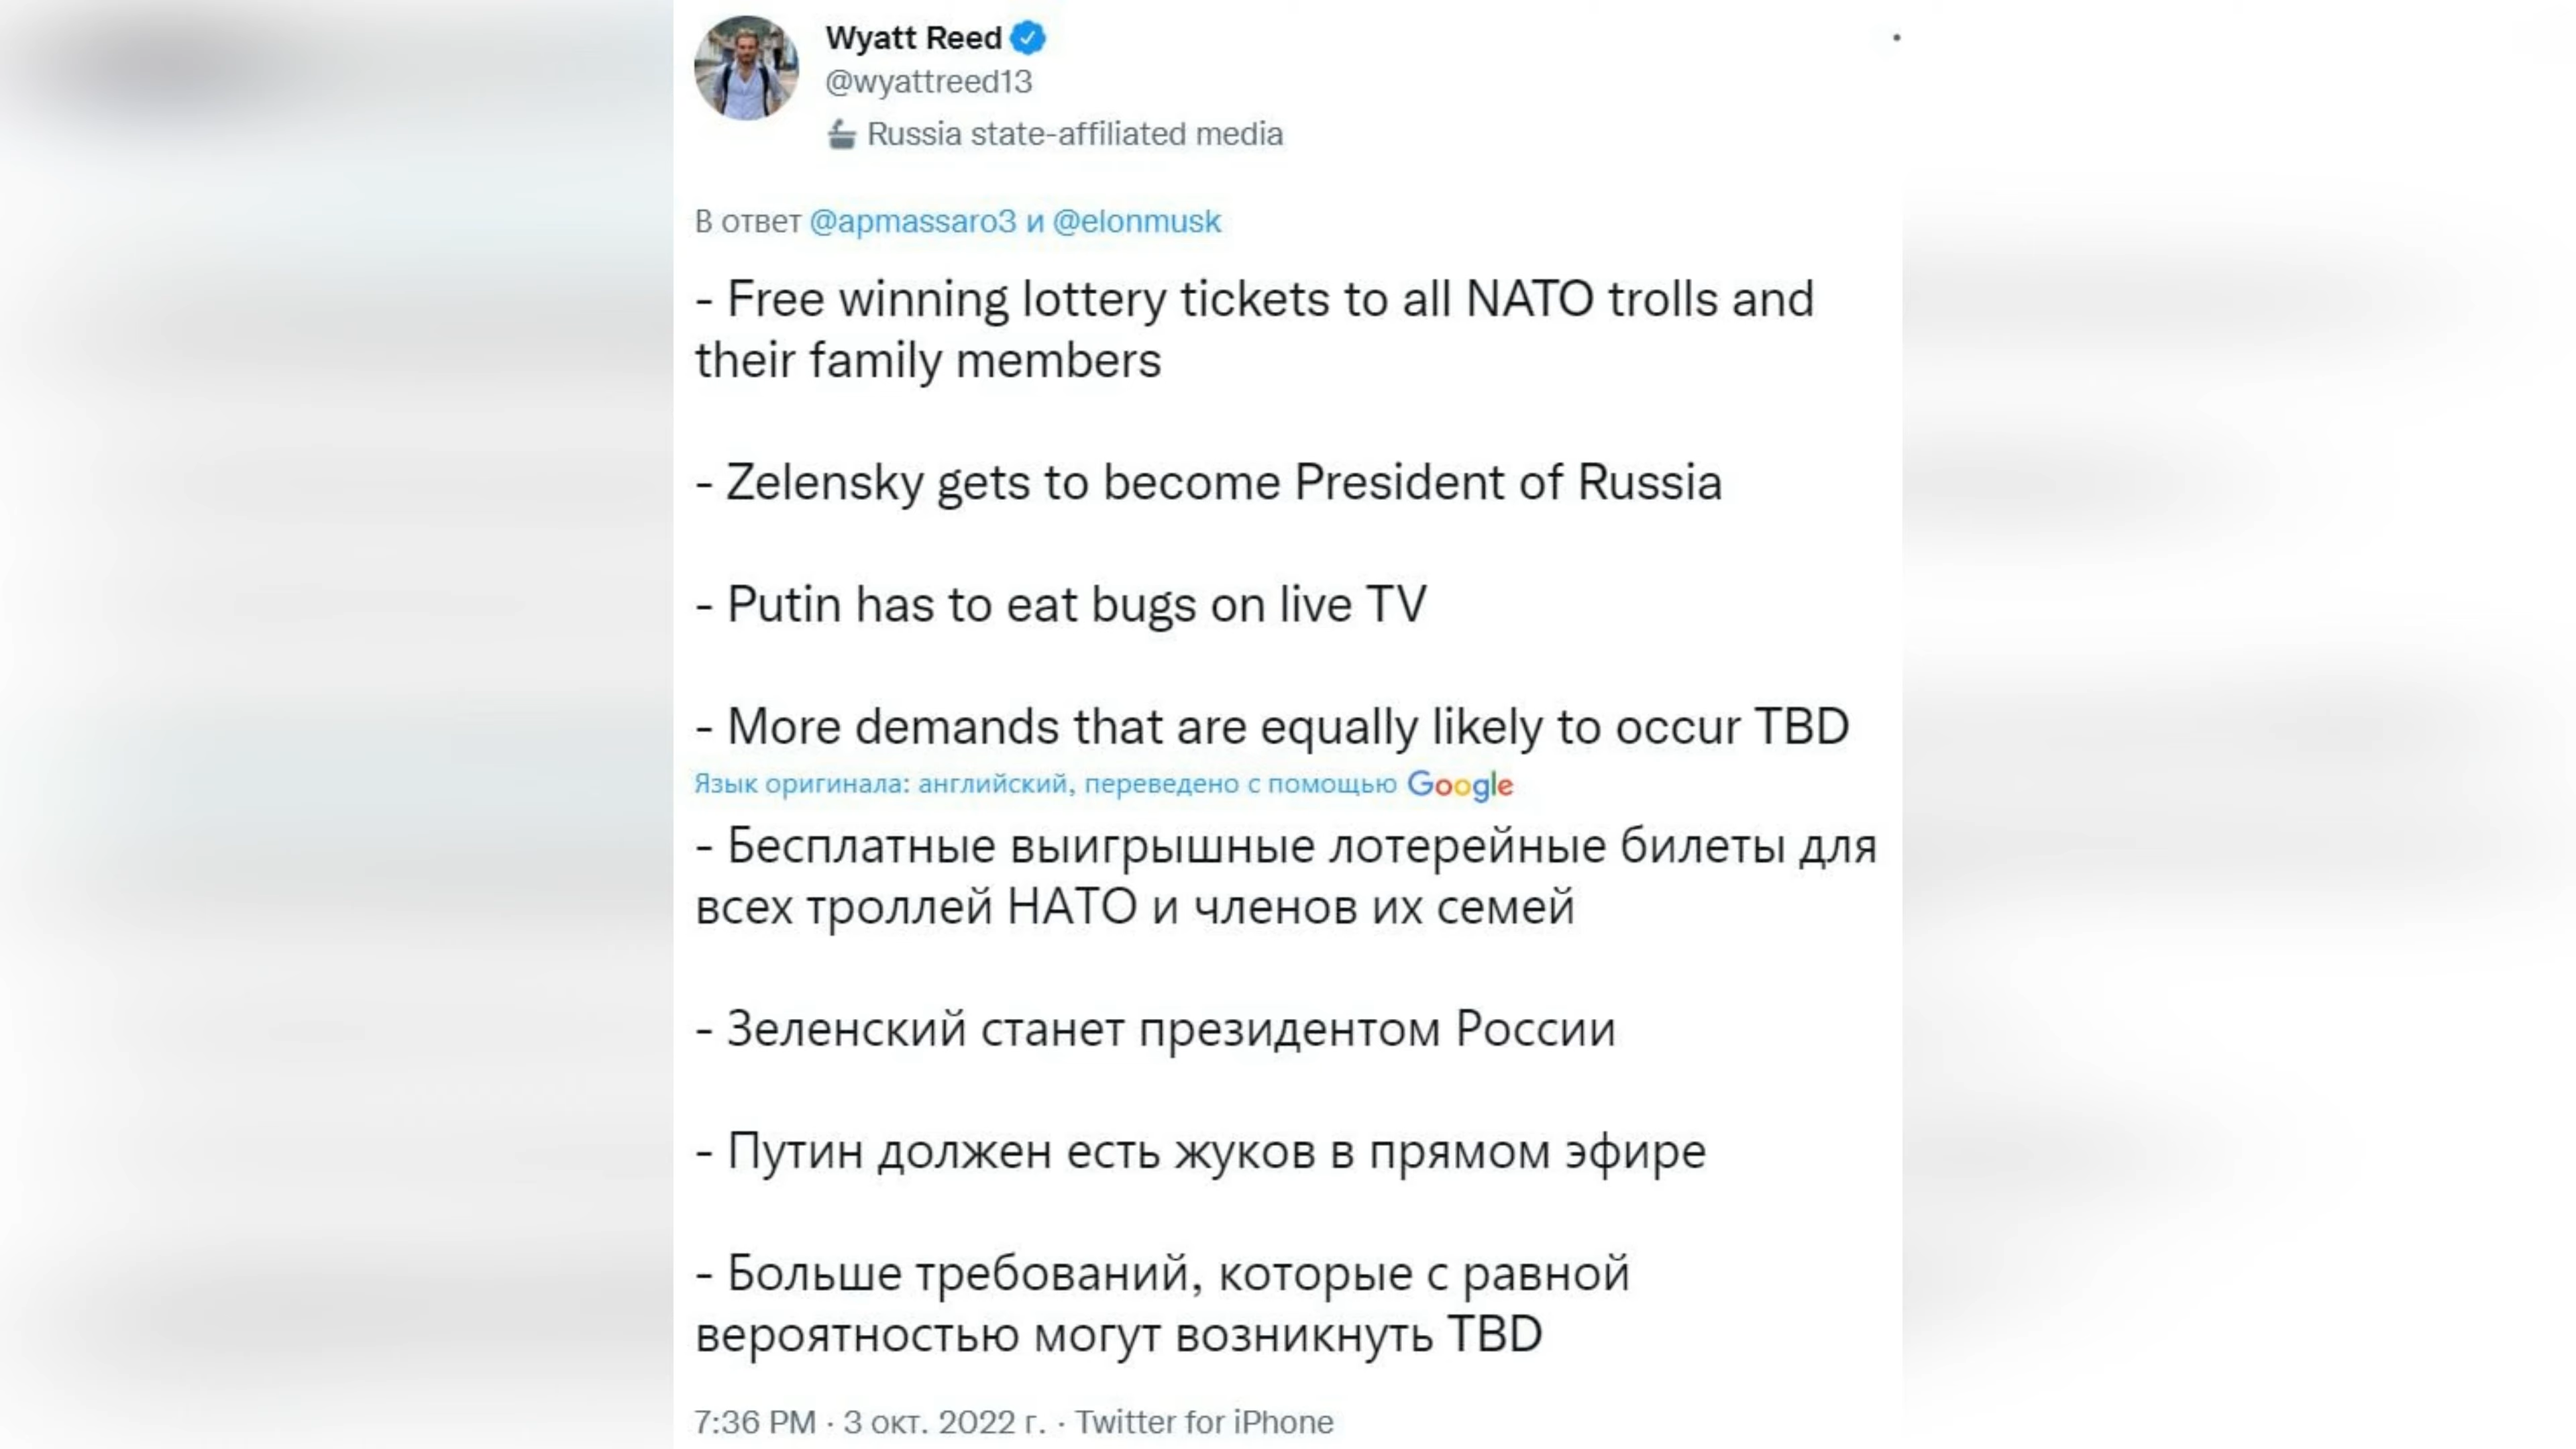 Wyatt Reed
@wyattreed13
Russia state-affiliated media
В ответ @apmassaro3 и @elonmusk
- Free winning lottery tickets to all NATO trolls and
their family members
- Zelensky gets to become President of Russia
- Putin has to eat bugs on live TV
- More demands that are equally likely to occur TBD
Язык оригинала: английский, переведено с помощью Google
- Бесплатные выигрышные лотерейные билеты для
всех троллей НАТО и членов их семей
- Зеленский станет президентом России
- Путин должен есть жуков в прямом эфире
- Больше требований, которые с равной
вероятностью могут возникнуть TBD
7:36 PM · 3 окт. 2022 г. · Twitter for iPhone